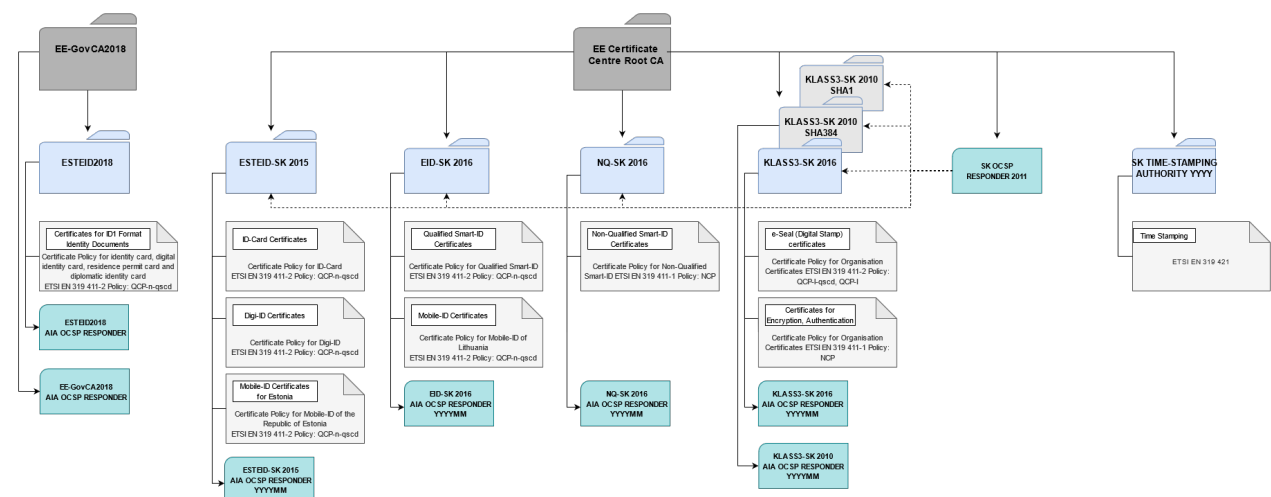 EE-GovCA2018
EE Certificate
Centre Root CA
KLASS3-SK 2010
SHA1
KLASS3-SK 2010
SHA384
ESTEID2018
ESTEID-SK 2015
EID-SK 2016
NQ-SK 2016
KLASS3-SK 2016
SK OCSP
RESPONDER 2011
SK TIME-STAMPING
AUTHORITY YYYY
Certificates for ID1 Format
Identity Documents
Certificate Policy for identity card, digital
identity card, residence permit card and
diplomatic identity card
ETSI EN 319 411-2 Policy: QCP-n-qscd
ID-Card Certificates
Certificate Policy for ID-Card
ETSI EN 319 411-2 Policy: QCP-n-qscd
Qualified Smart-ID
Certificates
Certificate Policy for Qualified Smart-ID
ETSI EN 319 411-2 Policy: QCP-n-qscd
Non-Qualified Smart-ID
Certificates
Certificate Policy for Non-Qualified
Smart-ID ETSI EN 319 411-1 Policy: NCP
e-Seal (Digital Stamp)
certificates
Certificate Policy for Organisation
Certificates ETSI EN 319 411-2 Policy:
QCP-l-qscd, QCP-l
Time Stamping
ETSI EN 319 421
ESTEID2018
AIA OCSP RESPONDER
Digi-ID Certificates
Certificate Policy for Digi-ID
ETSI EN 319 411-2 Policy: QCP-n-qscd
Mobile-ID Certificates
Certificate Policy for Mobile-ID of
Lithuania
ETSI EN 319 411-2 Policy: QCP-n-qscd
Certificates for
Encryption, Authentication
Certificate Policy for Organisation
Certificates ETSI EN 319 411-1 Policy:
NCP
EE-GovCA2018
AIA OCSP RESPONDER
Mobile-ID Certificates
for Estonia
Certificate Policy for Mobile-ID of the
Republic of Estonia
ETSI EN 319 411-2 Policy: QCP-n-qscd
EID-SK 2016
AIA OCSP RESPONDER
YYYYMM
NQ-SK 2016
AIA OCSP RESPONDER
YYYYMM
KLASS3-SK 2016
AIA OCSP RESPONDER
YYYYMM
ESTEID-SK 2015
AIA OCSP RESPONDER
YYYYMM
KLASS3-SK 2010
AIA OCSP RESPONDER
YYYYMM